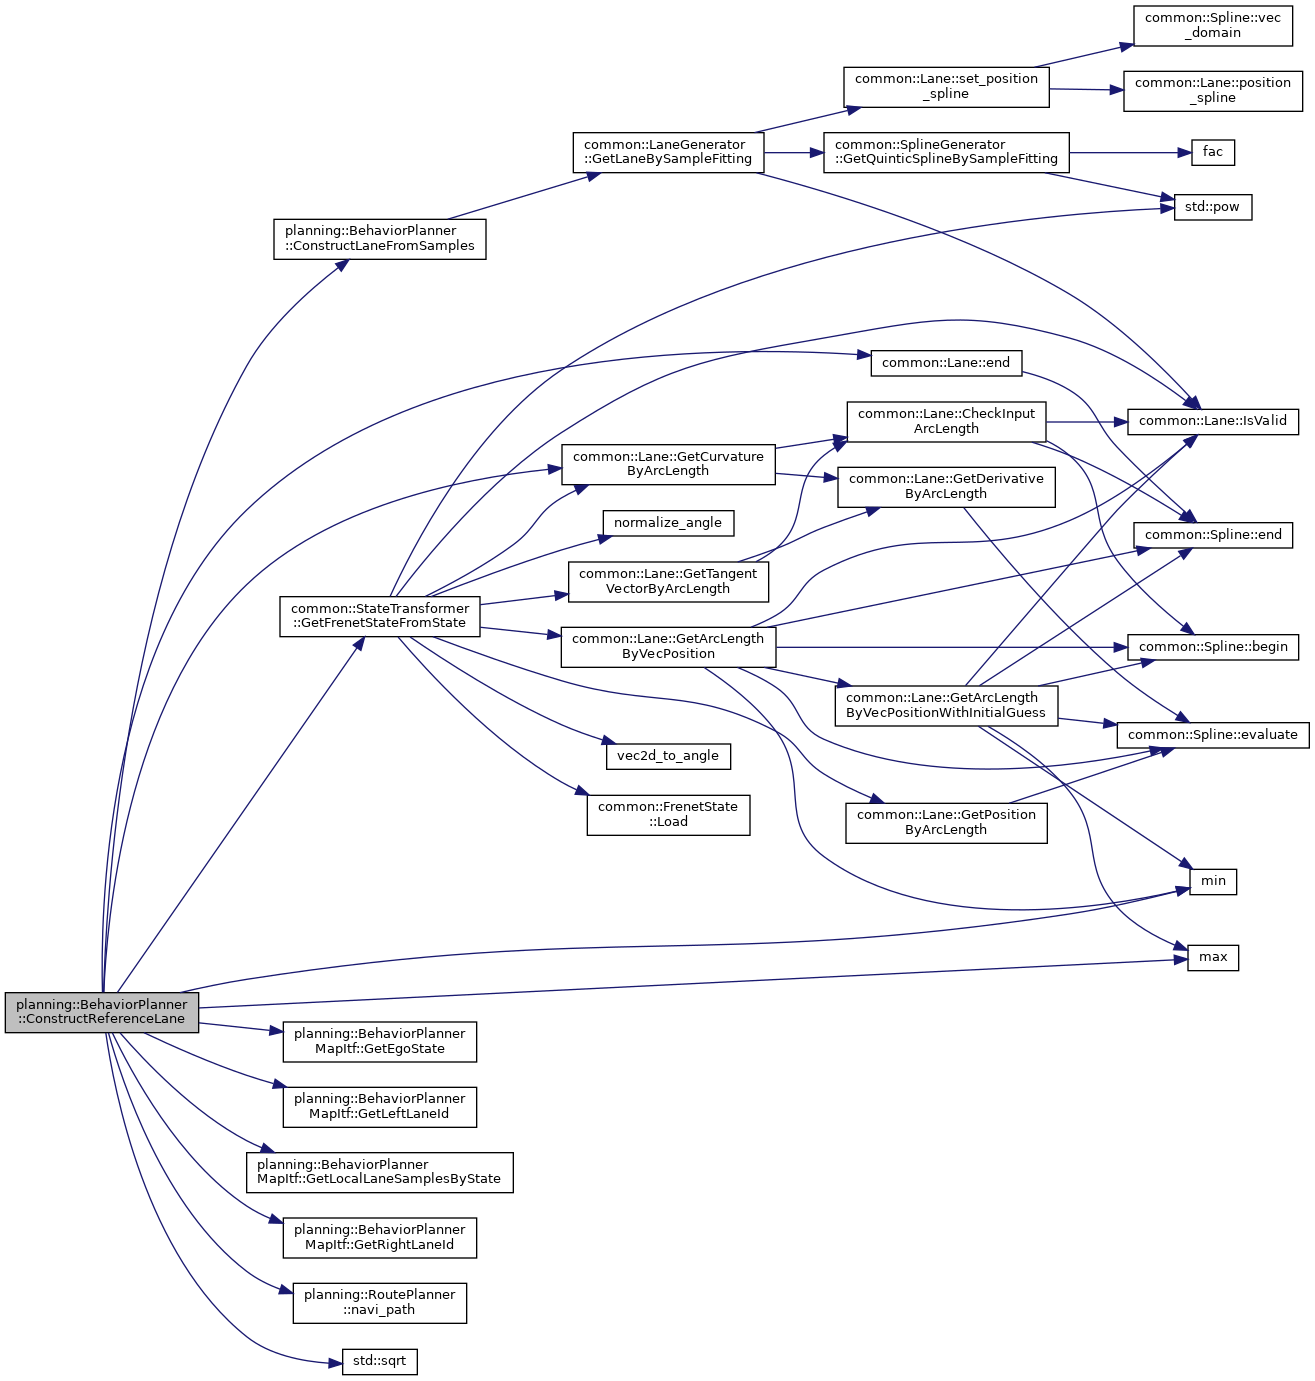 common::Spline::vec
_domain
common::Lane::set_position
_spline
common::Lane::position
_spline
common::LaneGenerator
::GetLaneBySampleFitting
common::SplineGenerator
::GetQuinticSplineBySampleFitting
fac
std::pow
planning::BehaviorPlanner
::ConstructLaneFromSamples
common::Lane::end
common::Lane::CheckInput
ArcLength
common::Lane::IsValid
common::Lane::GetCurvature
ByArcLength
common::Lane::GetDerivative
ByArcLength
normalize_angle
common::Spline::end
common::Lane::GetTangent
VectorByArcLength
common::StateTransformer
::GetFrenetStateFromState
common::Lane::GetArcLength
ByVecPosition
common::Spline::begin
common::Lane::GetArcLength
ByVecPositionWithInitialGuess
common::Spline::evaluate
vec2d_to_angle
common::FrenetState
::Load
common::Lane::GetPosition
ByArcLength
min
max
planning::BehaviorPlanner
::ConstructReferenceLane
planning::BehaviorPlanner
MapItf::GetEgoState
planning::BehaviorPlanner
MapItf::GetLeftLaneId
planning::BehaviorPlanner
MapItf::GetLocalLaneSamplesByState
planning::BehaviorPlanner
MapItf::GetRightLaneId
planning::RoutePlanner
::navi_path
std::sqrt